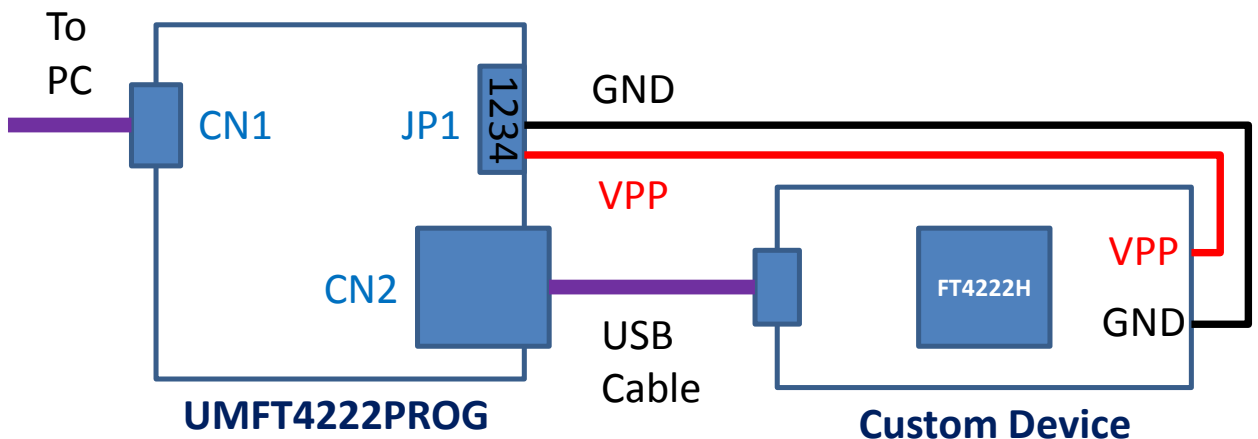 To
PC
CN1
JP1
1234
GND
VPP
CN2
USB
Cable
FT4222H
VPP
GND
UMFT4222PROG
Custom Device